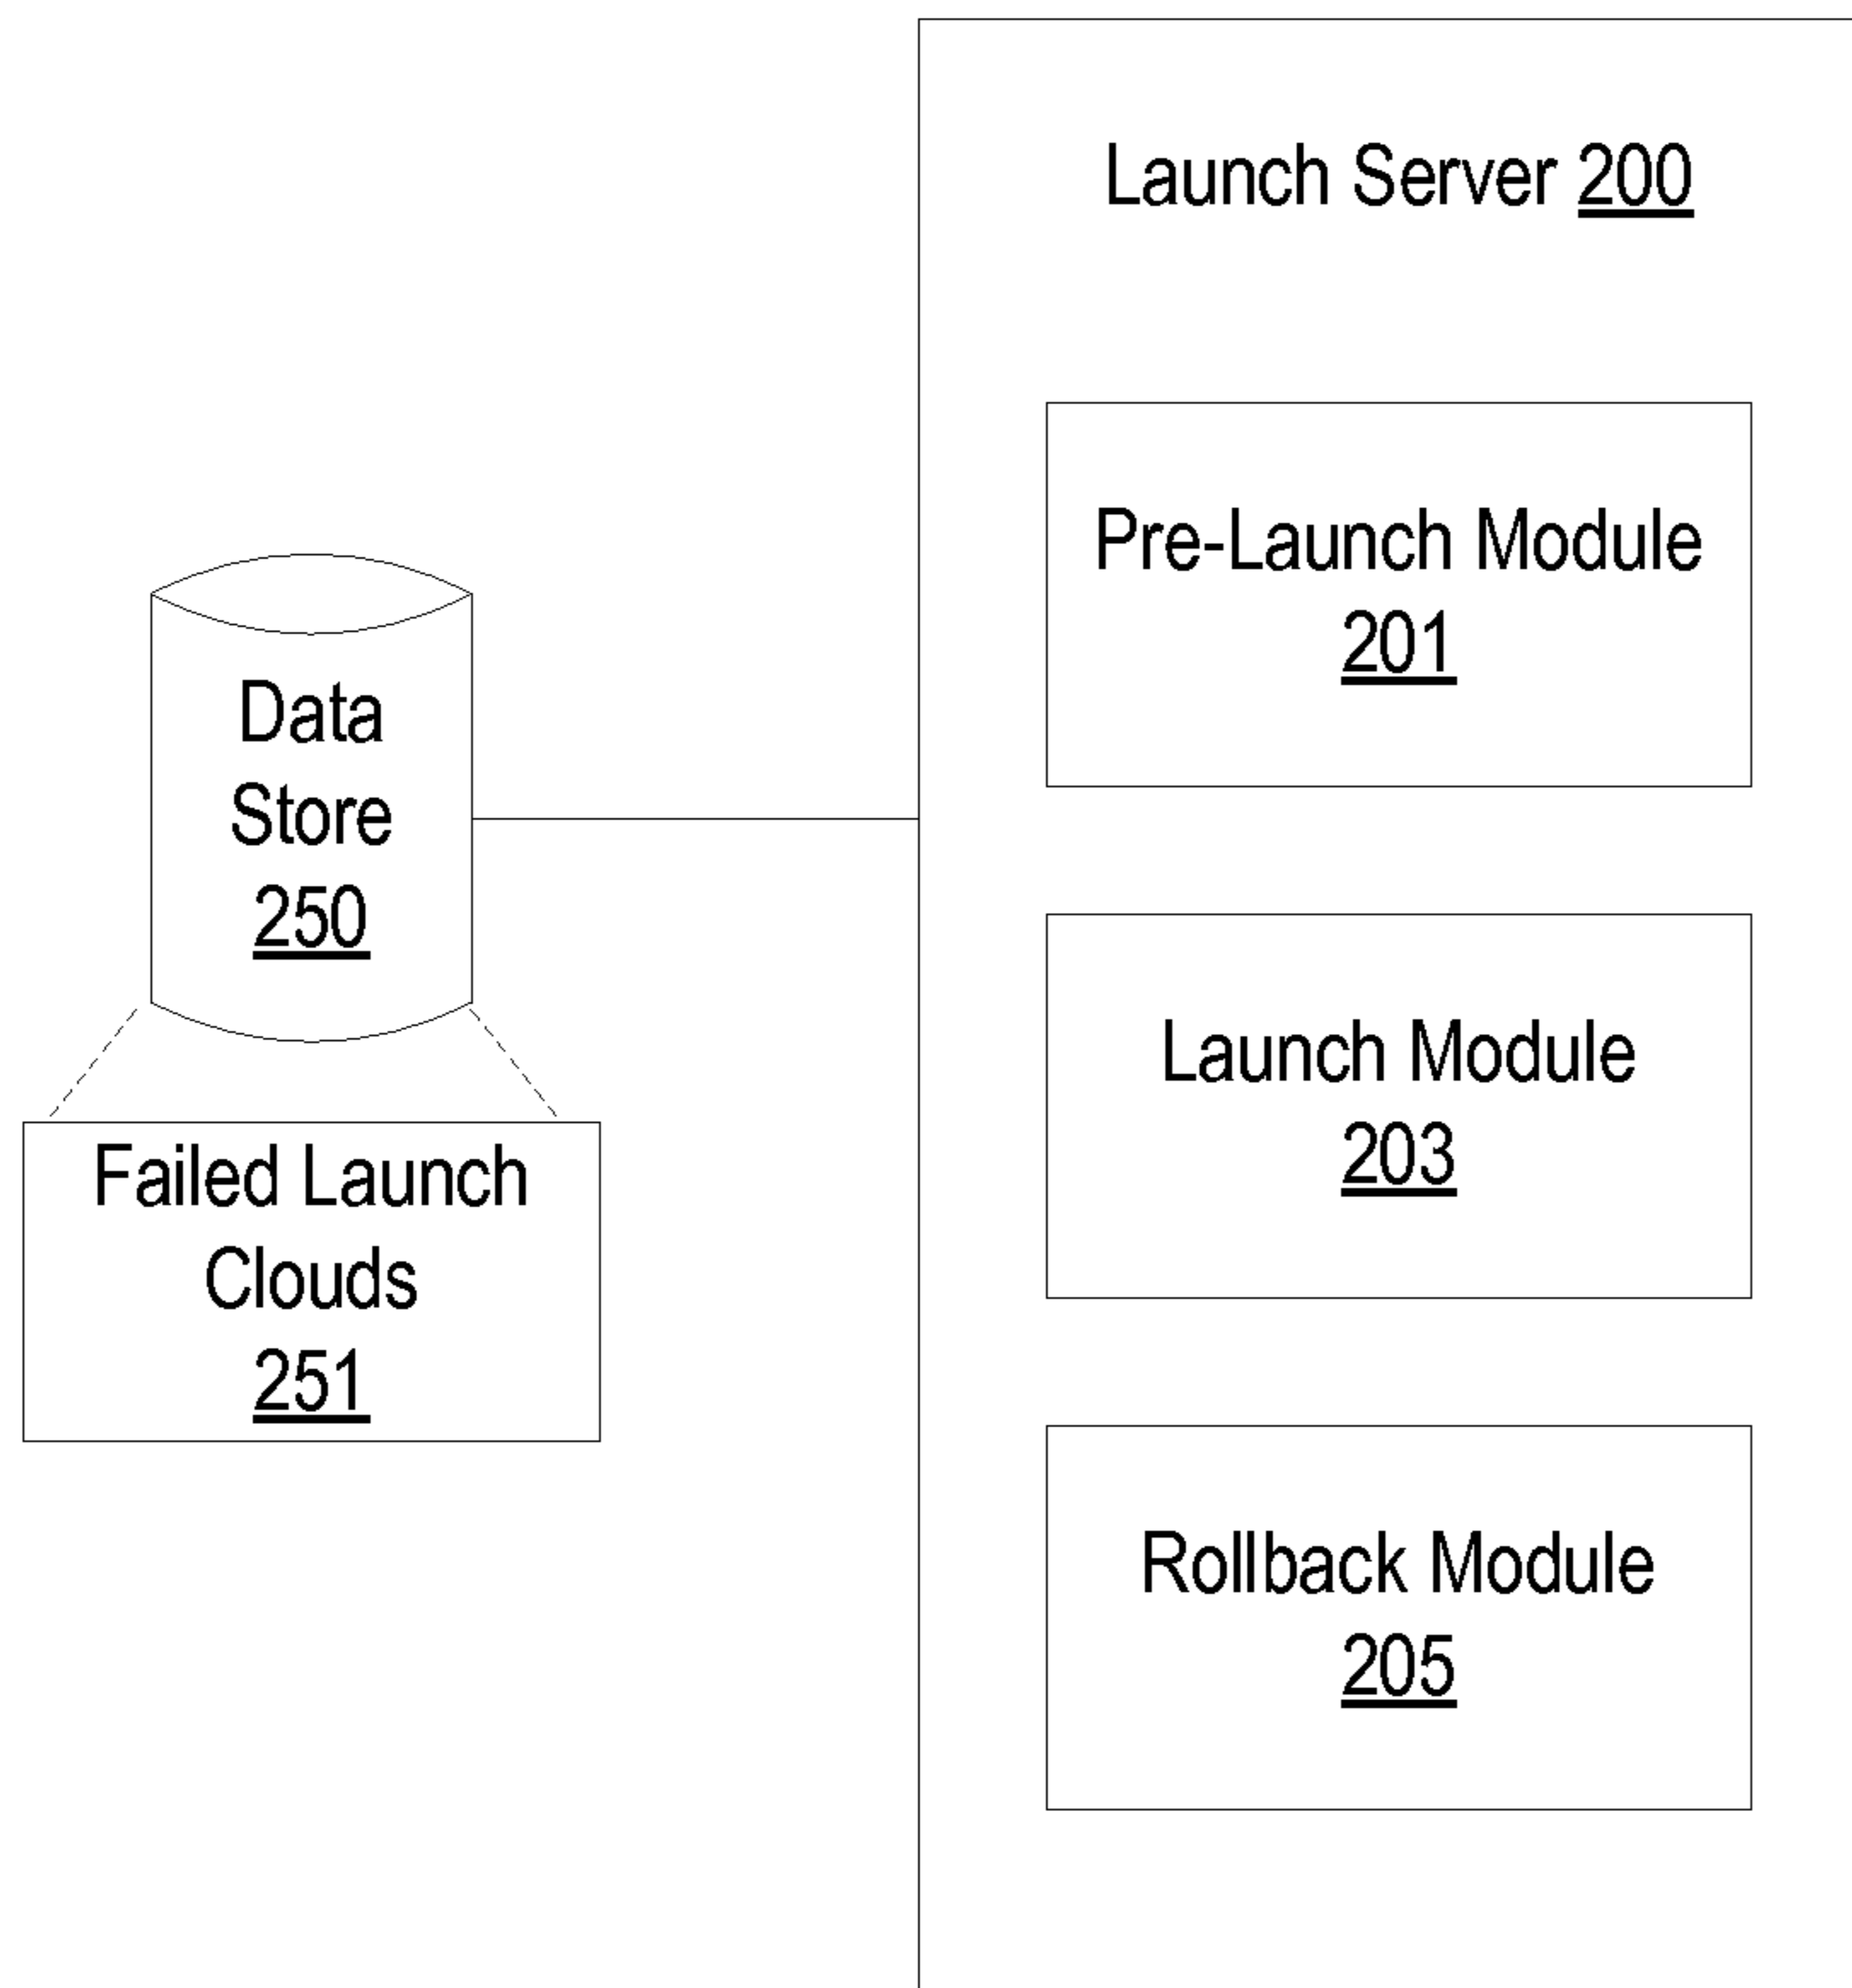 Launch Server 200
Pre-Launch Module
201
Data
Store
250
Launch Module
203
Failed Launch
Clouds
251
Rollback Module
205